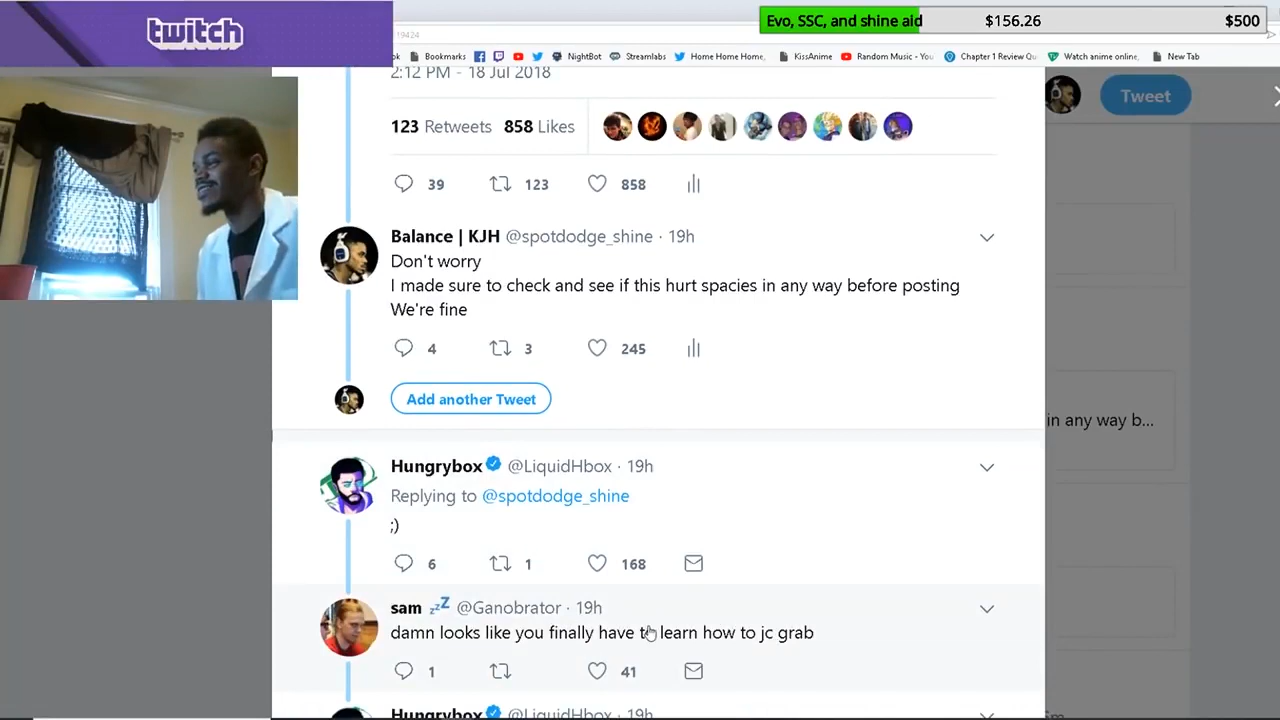 twitch
Evo, SSC, and shine aid $156.26 $500
19424
Bookmarks NightBot Streamlabs Home Home Home, KissAnime Random Music - You Chapter 1 Review Qu Watch anime online, New Tab
2:12 PM - 18 Jul 2018
Tweet
123 Retweets 858 Likes
39 123 858
Balance | KJH @spotdodge_shine · 19h
Don't worry
I made sure to check and see if this hurt spacies in any way before posting
We're fine
4 3 245
Add another Tweet
in any way b...
Hungrybox @LiquidHbox · 19h
Replying to @spotdodge_shine
;)
6 1 168
sam zzZ @Ganobrator · 19h
damn looks like you finally have to learn how to jc grab
1 41
Hungrybox @LiquidHbox · 19h